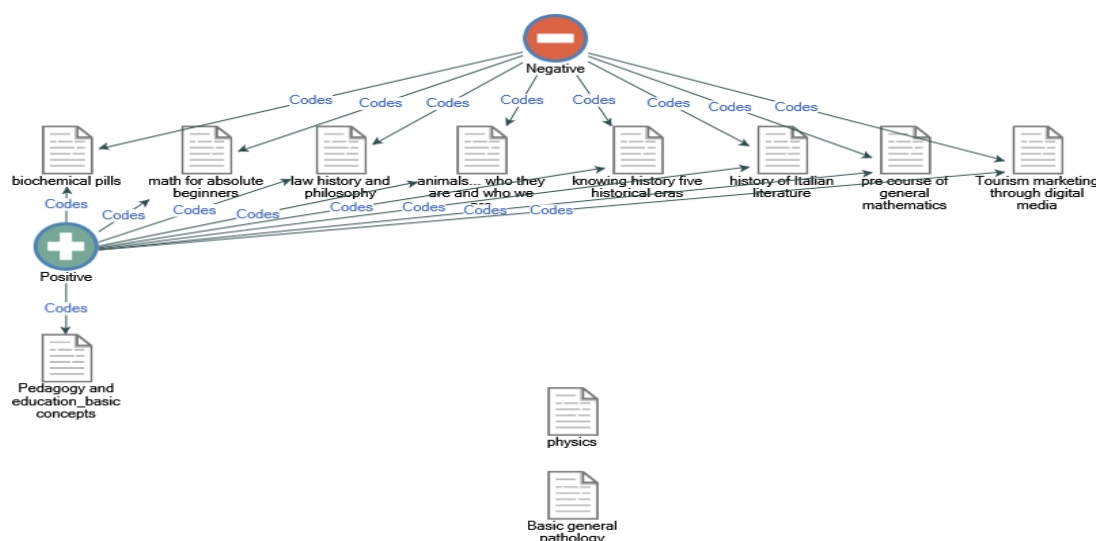 Negative
Codes
Codes
Codes
Codes
Codes
Codes
Codes
Codes
biochemical pills
math for absolute
beginners
law history and
philosophy
animals... who they
are and who we
knowing history five
historical eras
history of Italian
literature
pre course of
general
mathematics
Tourism marketing
through digital
media
Codes
Codes
Codes
Codes
Codes
Codes
Codes
Codes
Positive
Codes
Pedagogy and
education_basic
concepts
physics
Basic general
pathology